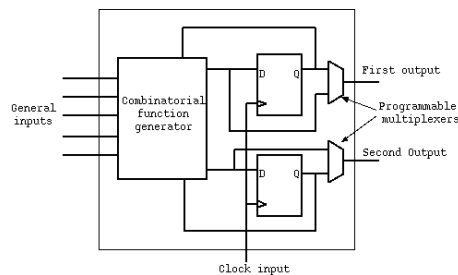 General
inputs
Combinatorial
function
generator
D
Q
First output
Programmable
multiplexers
Second Output
D
Q
Clock input